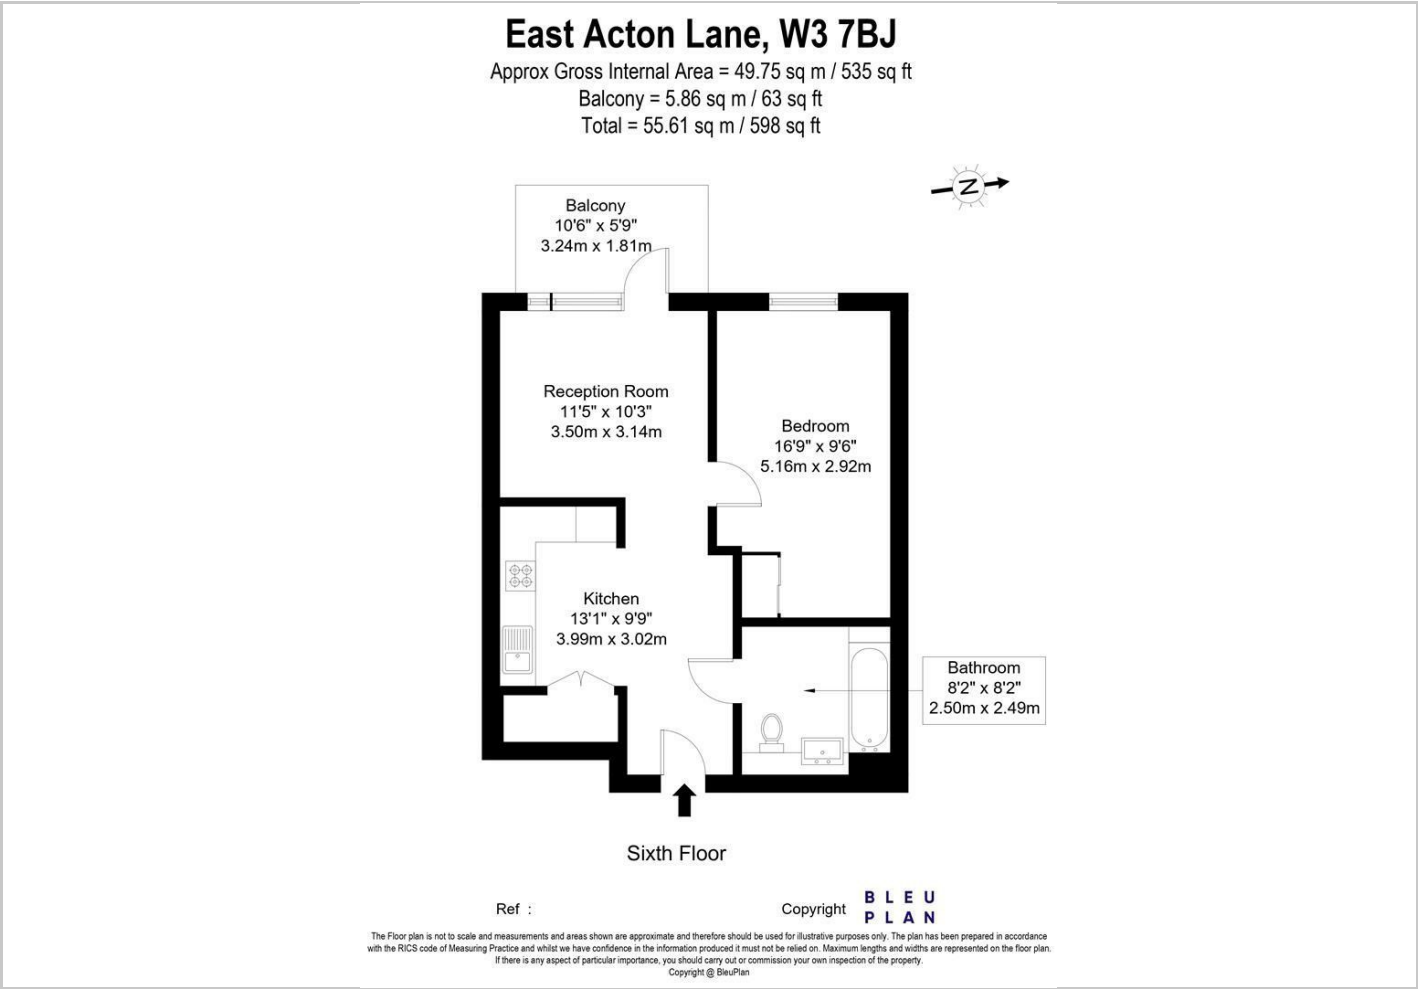 East Acton Lane, W3 7BJ
Approx Gross Internal Area = 49.75 sq m / 535 sq ft
Balcony = 5.86 sq m / 63 sq ft
Total = 55.61 sq m / 598 sq ft
N
Balcony
10'6" x 5'9"
3.24m x 1.81m
Reception Room
11'5" x 10'3"
3.50m x 3.14m
Bedroom
16'9" x 9'6"
5.16m x 2.92m
Kitchen
13'1" x 9'9"
3.99m x 3.02m
Bathroom
8'2" x 8'2"
2.50m x 2.49m
Sixth Floor
Ref :
Copyright
BLEU
PLAN
The Floor plan is not to scale and measurements and areas shown are approximate and therefore should be used for illustrative purposes only. The plan has been prepared in accordance
with the RICS code of Measuring Practice and whilst we have confidence in the information produced it must not be relied on. Maximum lengths and widths are represented on the floor plan.
If there is any aspect of particular importance, you should carry out or commission your own inspection of the property.
Copyright @ BleuPlan